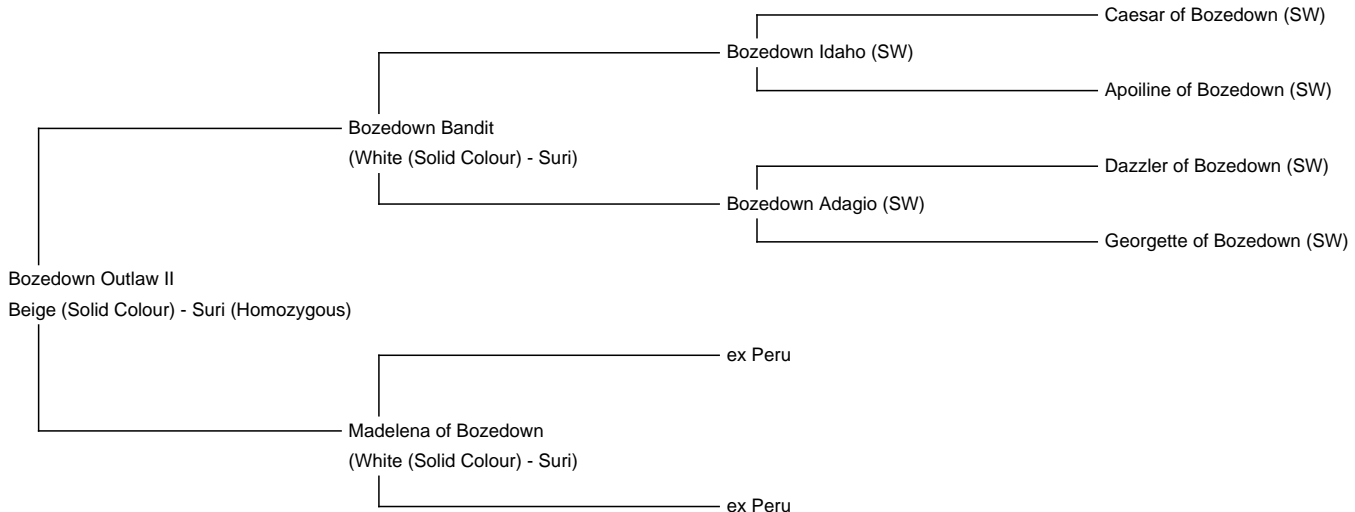 Caesar of Bozedown (SW)
Bozedown Idaho (SW)
Apoiline of Bozedown (SW)
Bozedown Bandit
(White (Solid Colour) - Suri)
Dazzler of Bozedown (SW)
Bozedown Adagio (SW)
Georgette of Bozedown (SW)
Bozedown Outlaw II
Beige (Solid Colour) - Suri (Homozygous)
ex Peru
Madelena of Bozedown
(White (Solid Colour) - Suri)
ex Peru